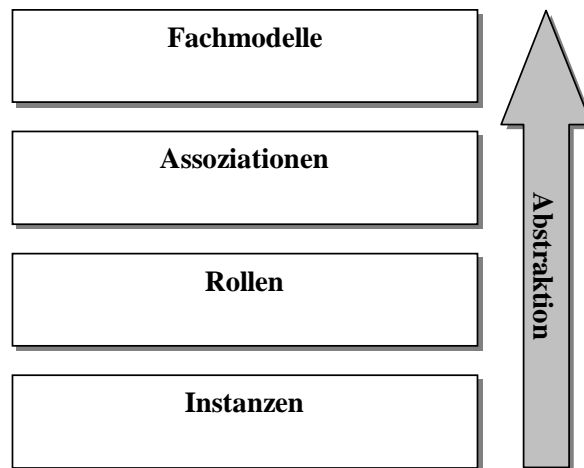 Fachmodelle
Assoziationen
Rollen
Instanzen
Abstraktion